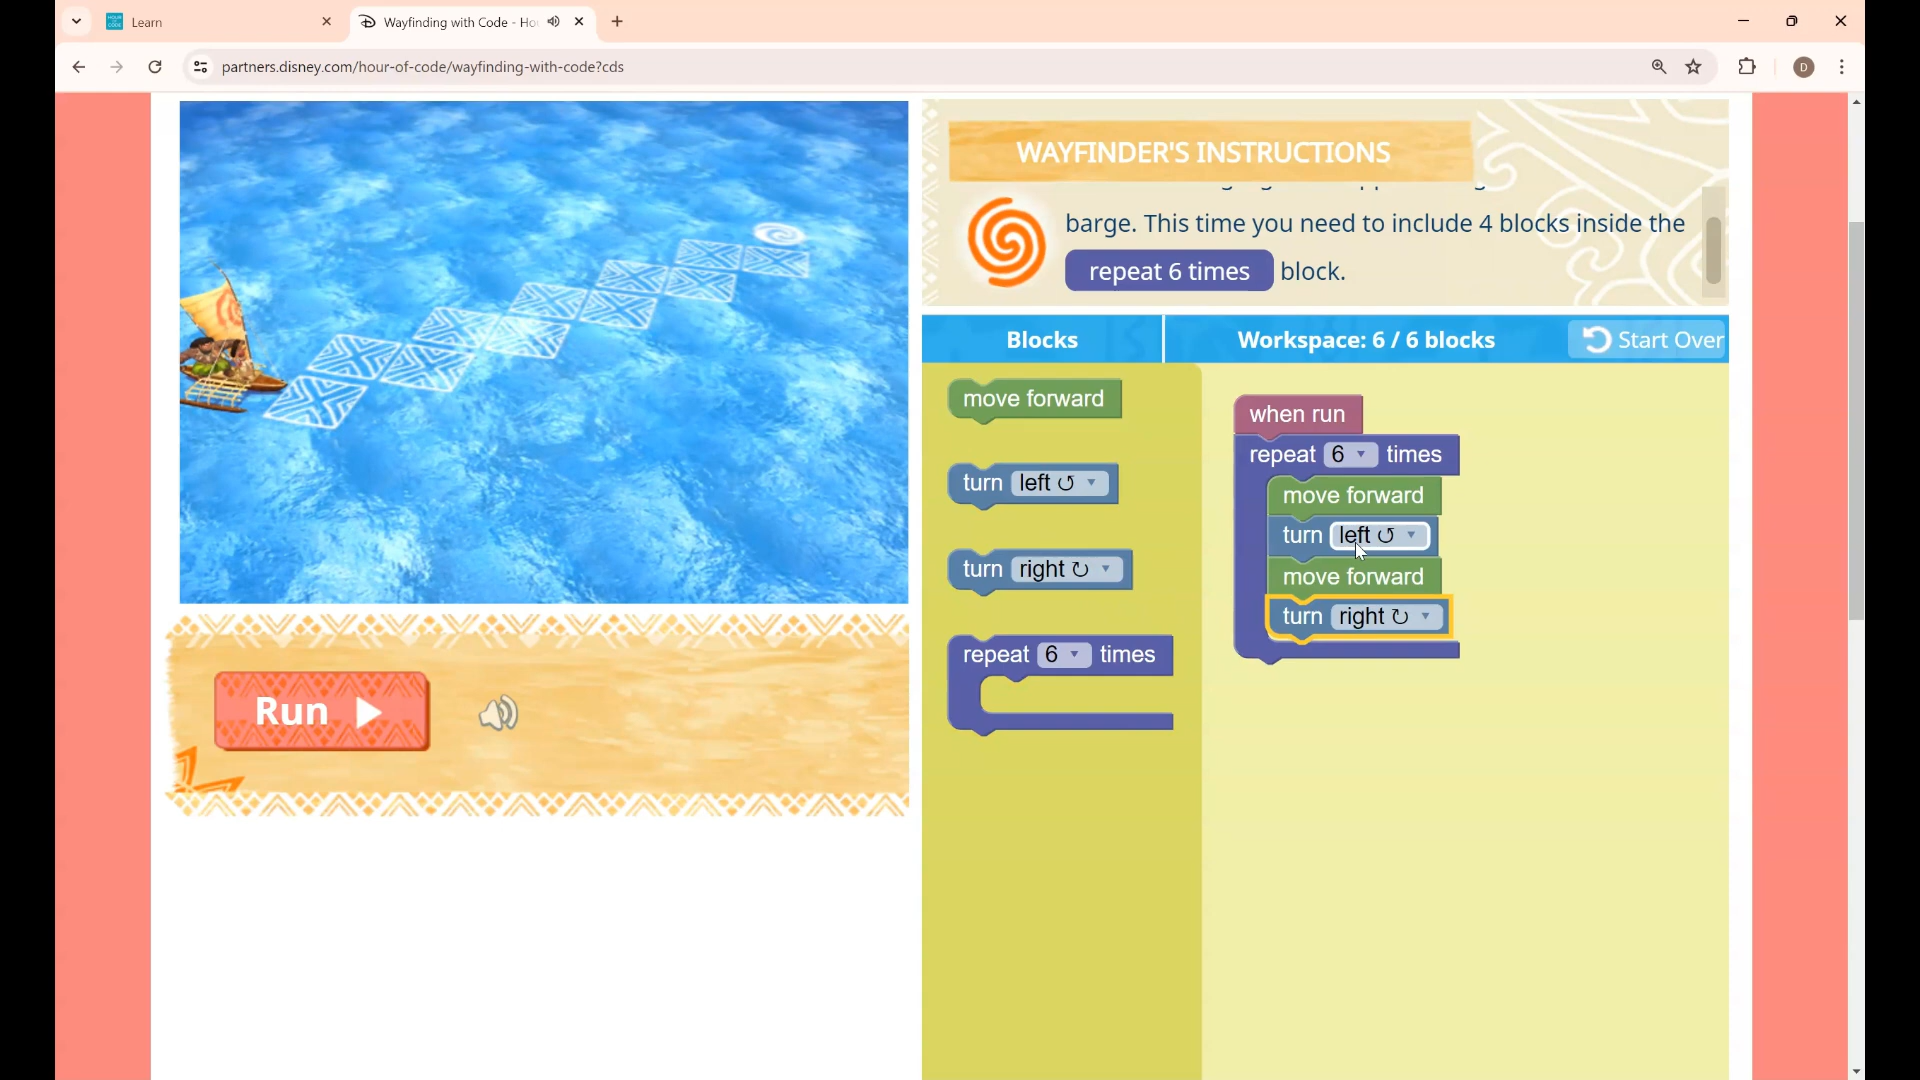 Learn
Wayfinding with Code - Ho
partners.disney.com/hour-of-code/wayfinding-with-code?cds
D
WAYFINDER'S INSTRUCTIONS
barge. This time you need to include 4 blocks inside the
repeat 6 times block.
Blocks
Workspace: 6 / 6 blocks
Start Over
move forward
turn left ↺
turn right ↻
repeat 6 times
when run
repeat 6 times
move forward
turn left ↺
move forward
turn right ↻
Run